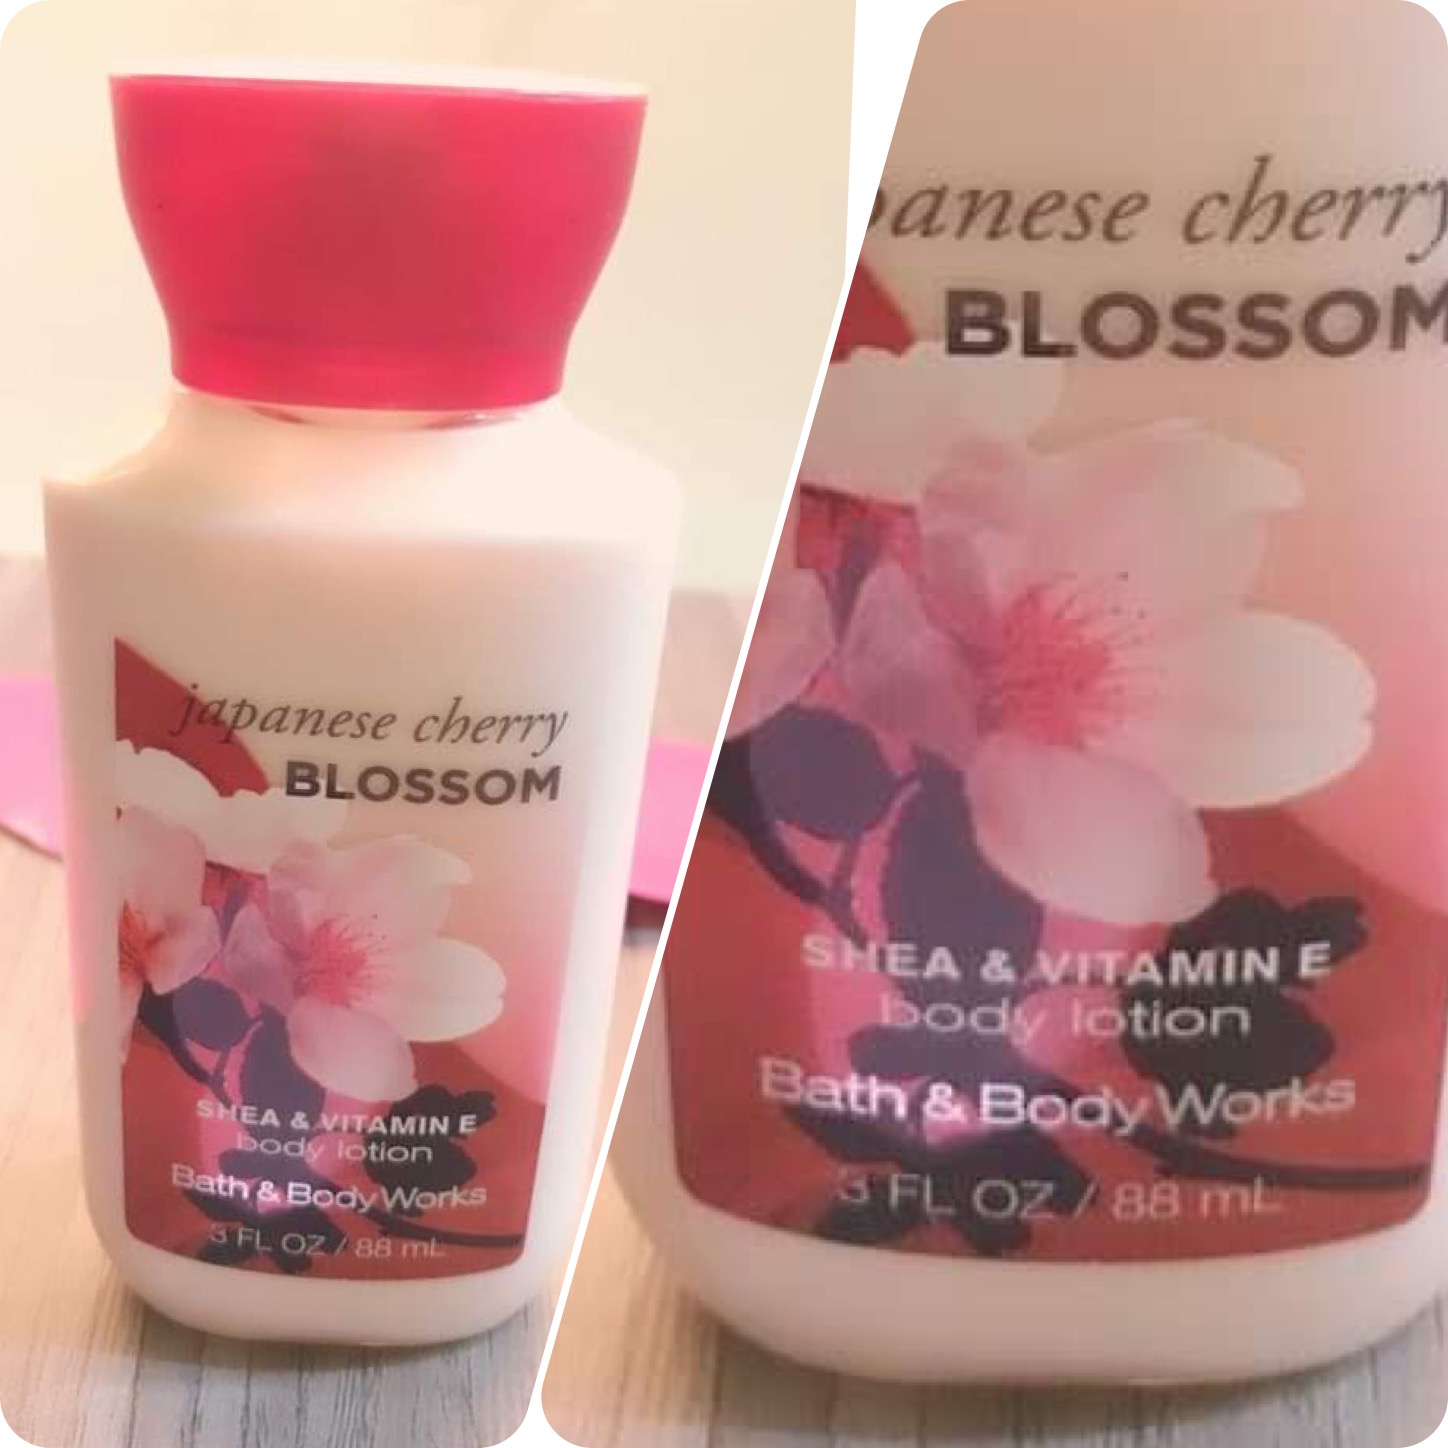 japanese cherry
BLOSSOM
SHEA & VITAMIN E
body lotion
Bath & Body Works
3 FL OZ / 88 mL
panese cherry
BLOSSOM
SHEA & VITAMIN E
body lotion
Bath & Body Works
3 FL OZ / 88 mL